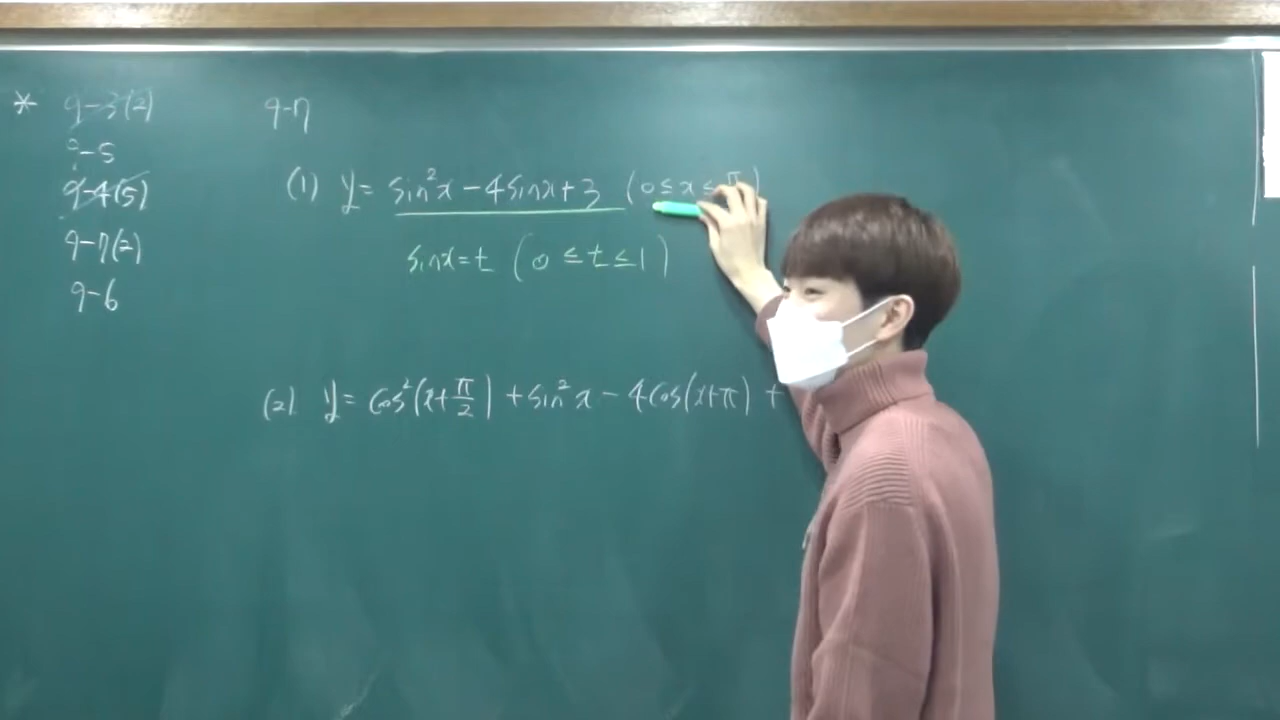 * 9-3(2)
9-5
9-4(5)
9-7(2)
9-6
9-7
(1) y= sin²x-4sinx+3 (0≤x≤π)
sinx=t (0≤t≤1)
(2) y= cos²(x+π/2)+sin²x-4cos(x+π)+